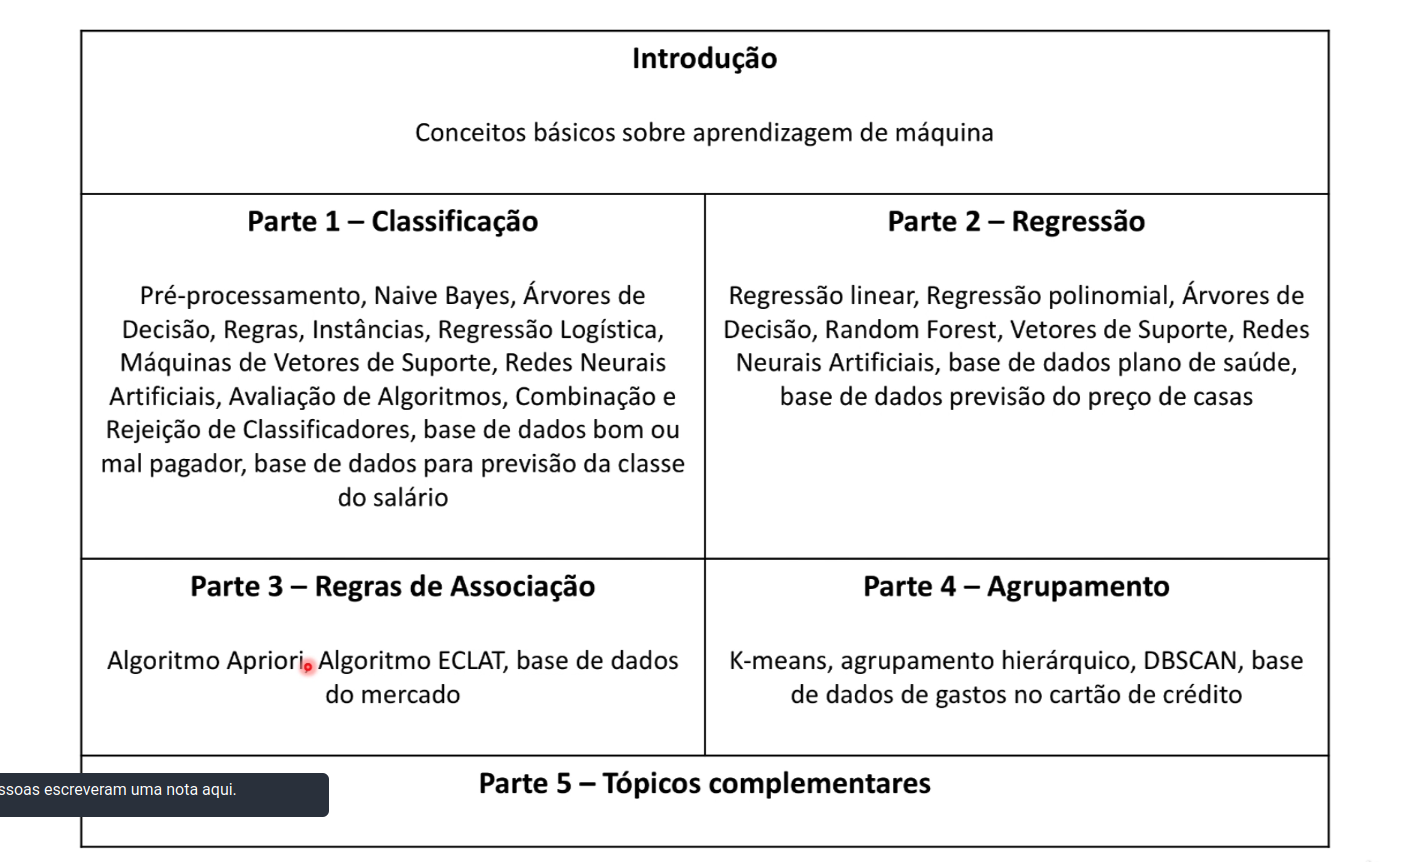 Introdução
Conceitos básicos sobre aprendizagem de máquina
Parte 1 – Classificação
Pré-processamento, Naive Bayes, Árvores de
Decisão, Regras, Instâncias, Regressão Logística,
Máquinas de Vetores de Suporte, Redes Neurais
Artificiais, Avaliação de Algoritmos, Combinação e
Rejeição de Classificadores, base de dados bom ou
mal pagador, base de dados para previsão da classe
do salário
Parte 2 – Regressão
Regressão linear, Regressão polinomial, Árvores de
Decisão, Random Forest, Vetores de Suporte, Redes
Neurais Artificiais, base de dados plano de saúde,
base de dados previsão do preço de casas
Parte 3 – Regras de Associação
Algoritmo Apriori, Algoritmo ECLAT, base de dados
do mercado
Parte 4 – Agrupamento
K-means, agrupamento hierárquico, DBSCAN, base
de dados de gastos no cartão de crédito
Parte 5 – Tópicos complementares
ssoas escreveram uma nota aqui.